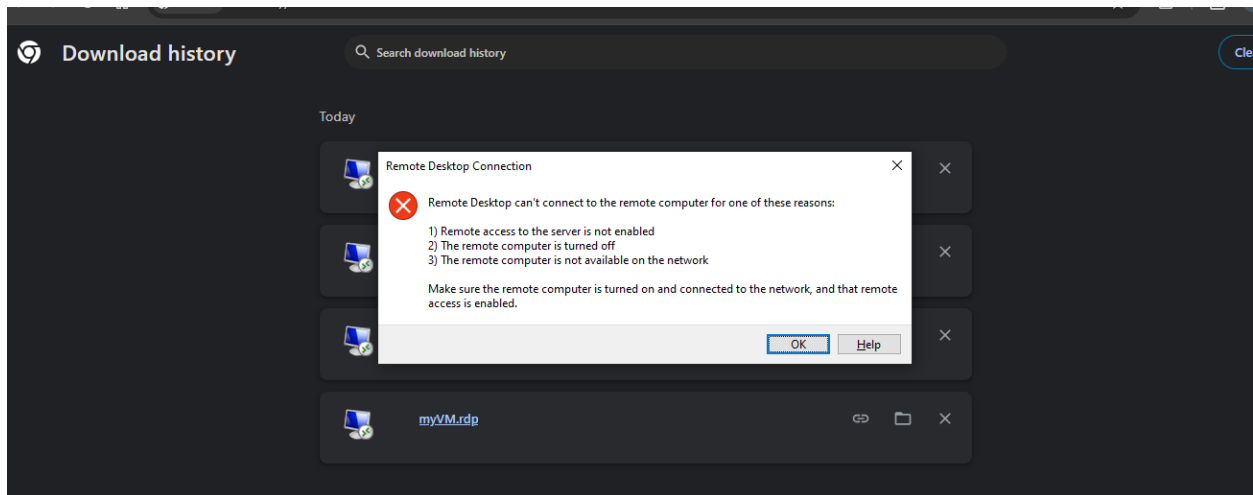 Download history
Search download history
Cle
Today
Remote Desktop Connection
Remote Desktop can't connect to the remote computer for one of these reasons:
1) Remote access to the server is not enabled
2) The remote computer is turned off
3) The remote computer is not available on the network
Make sure the remote computer is turned on and connected to the network, and that remote
access is enabled.
OK
Help
myVM.rdp